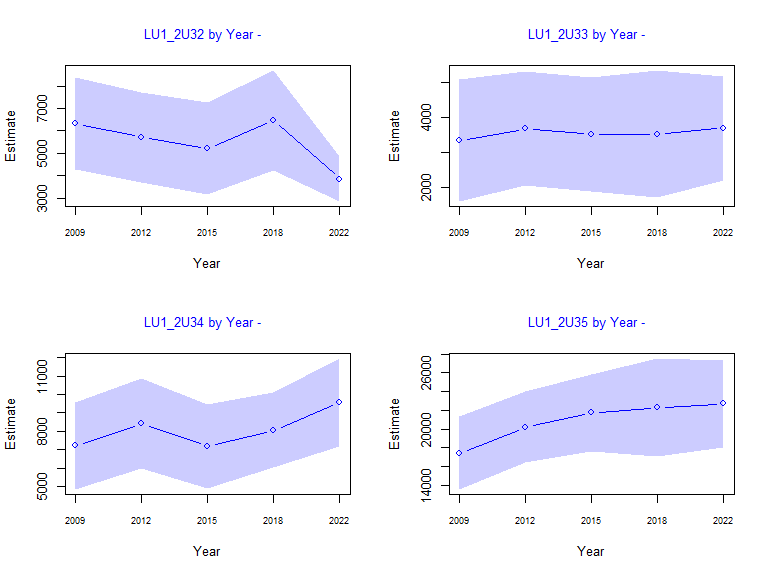 LU1_2U32 by Year -
Estimate
7000
5000
3000
2009 2012 2015 2018 2022
Year
LU1_2U33 by Year -
Estimate
4000
2000
2009 2012 2015 2018 2022
Year
LU1_2U34 by Year -
Estimate
11000
8000
5000
2009 2012 2015 2018 2022
Year
LU1_2U35 by Year -
Estimate
26000
20000
14000
2009 2012 2015 2018 2022
Year